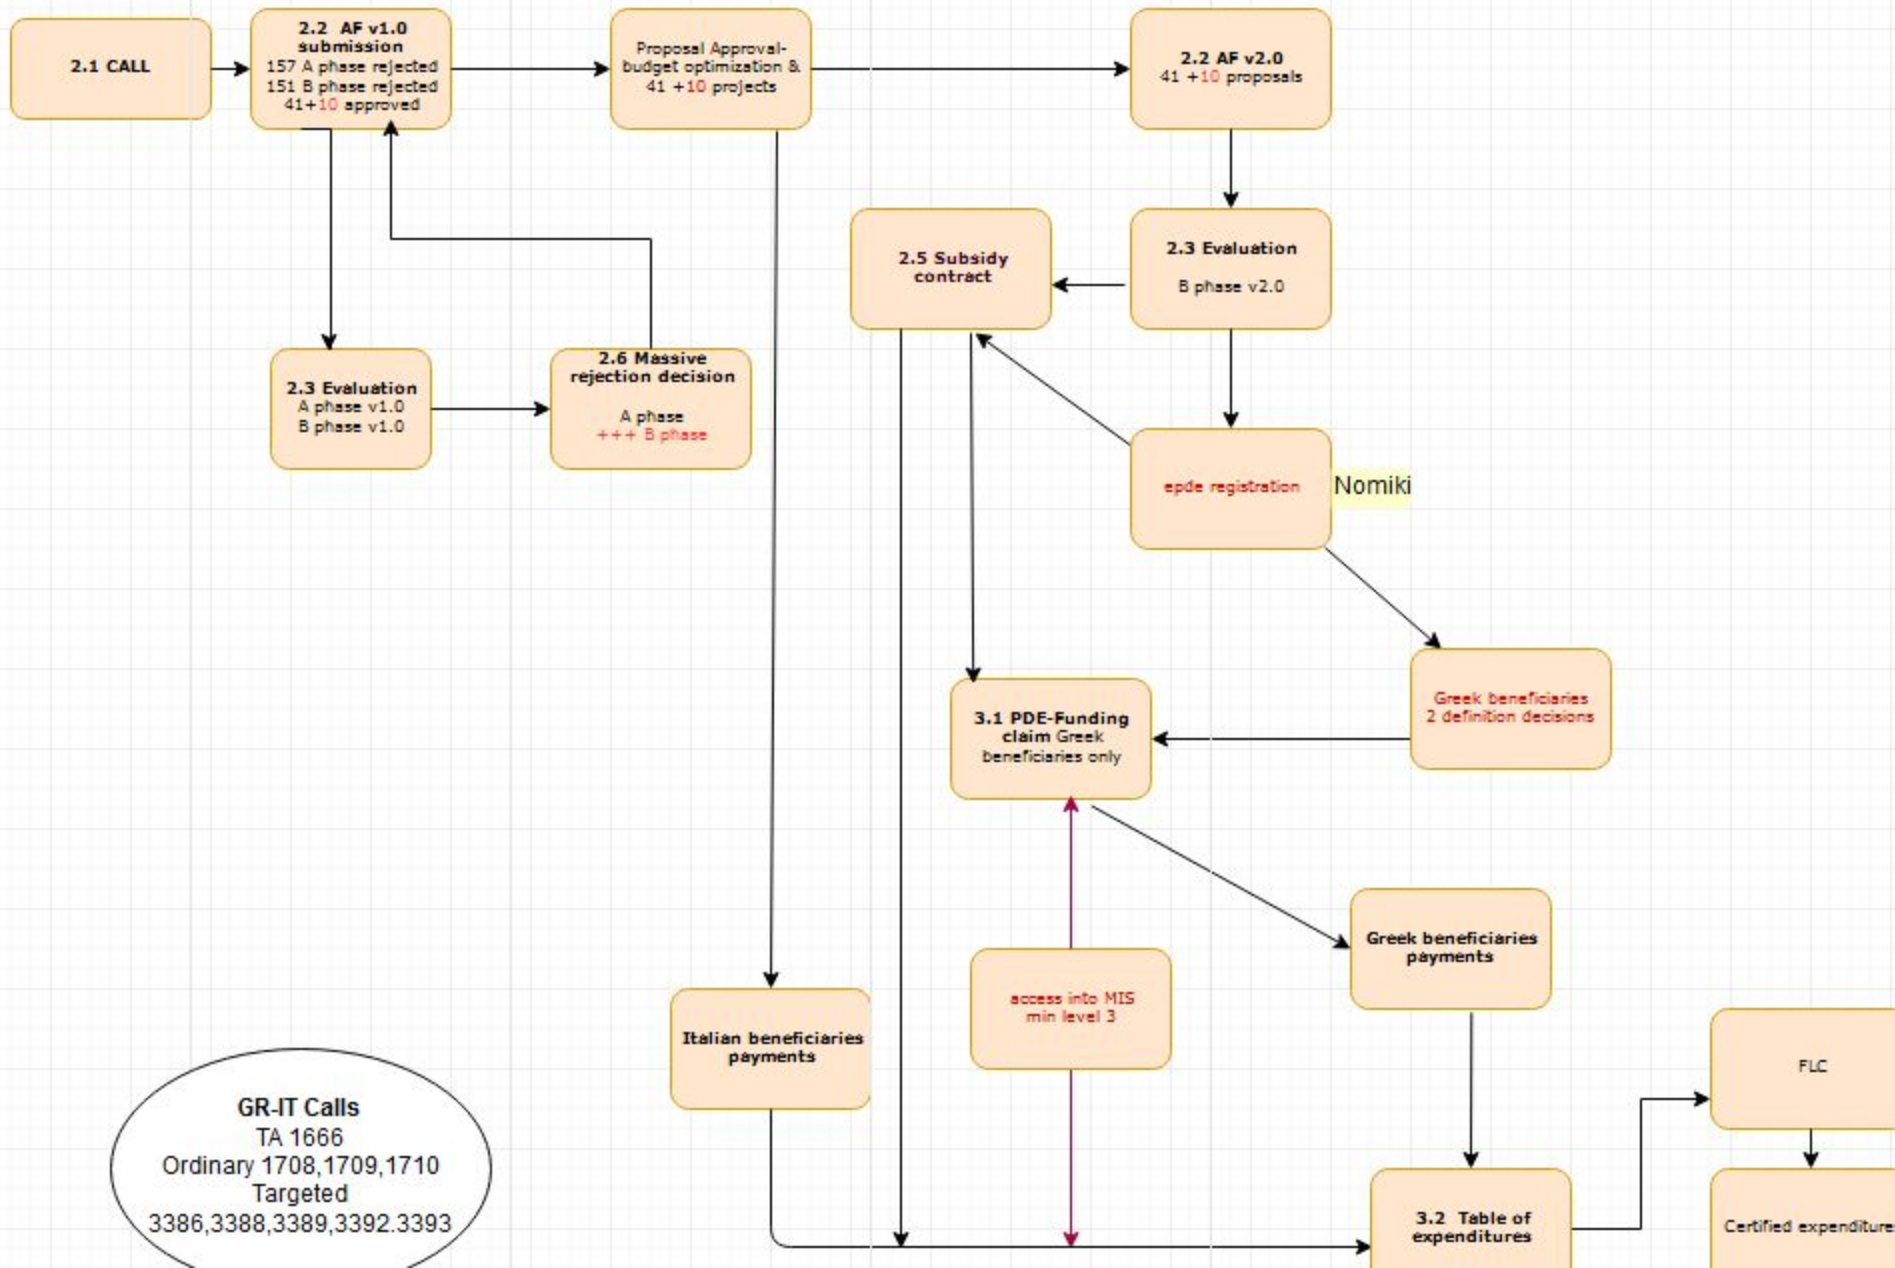 2.1 CALL
2.2 AF v1.0
submission
157 A phase rejected
151 B phase rejected
41+10 approved
Proposal Approval-
budget optimization &
41 +10 projects
2.2 AF v2.0
41 +10 proposals
2.5 Subsidy
contract
2.3 Evaluation
B phase v2.0
2.3 Evaluation
A phase v1.0
B phase v1.0
2.6 Massive
rejection decision
A phase
+++ B phase
epde registration
Nomiki
Greek beneficiaries
2 definition decisions
3.1 PDE-Funding
claim Greek
beneficiaries only
Greek beneficiaries
payments
access into MIS
min level 3
Italian beneficiaries
payments
FLC
GR-IT Calls
TA 1666
Ordinary 1708,1709,1710
Targeted
3386,3388,3389,3392.3393
3.2 Table of
expenditures
Certified expenditure